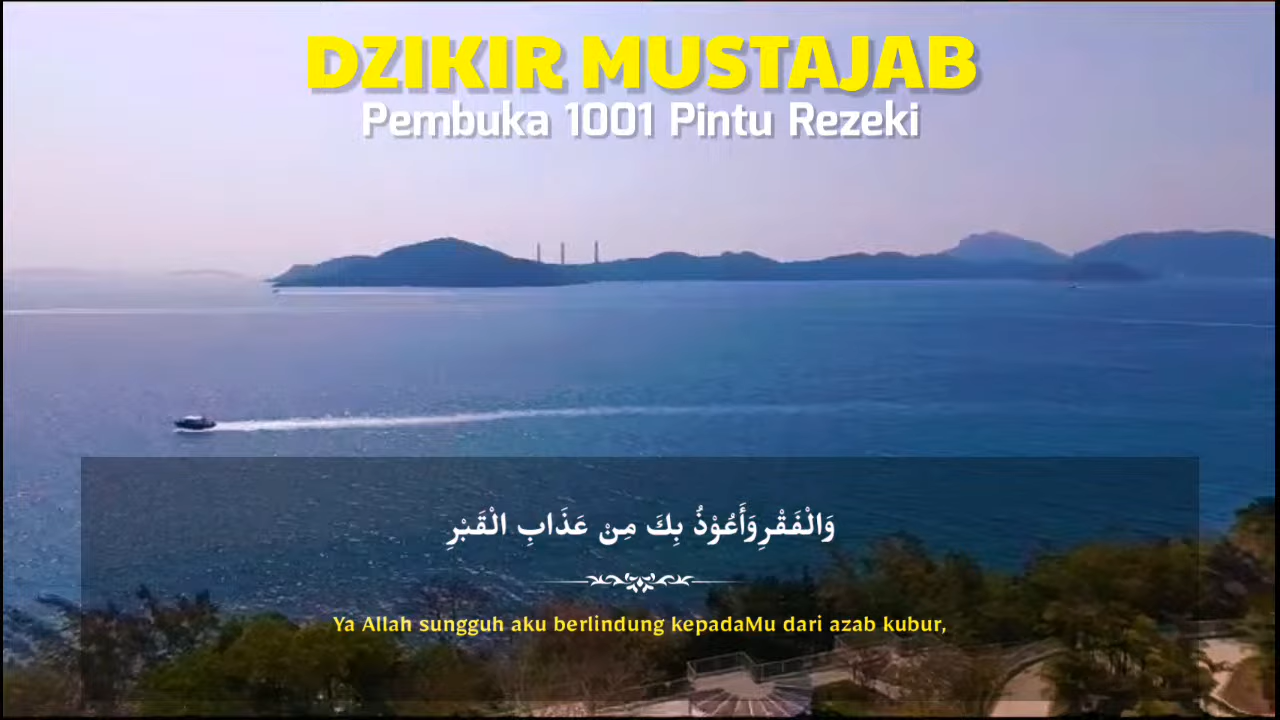 DZIKIR MUSTAJAB
Pembuka 1001 Pintu Rezeki
وَالْفَقْرِوَأَعُوْذُ بِكَ مِنْ عَذَابِ الْقَبْرِ
Ya Allah sungguh aku berlindung kepadaMu dari azab kubur,